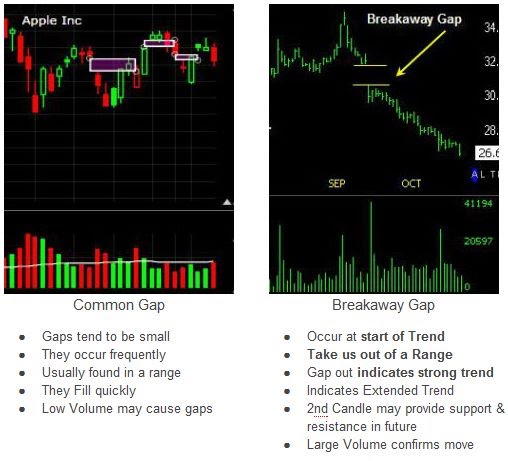 Apple Inc
Breakaway Gap
34.
32.
30.
28.
26.6
A L T
SEP OCT
41194
20597
0
Common Gap
Breakaway Gap
● Gaps tend to be small
● They occur frequently
● Usually found in a range
● They Fill quickly
● Low Volume may cause gaps
● Occur at start of Trend
● Take us out of a Range
● Gap out indicates strong trend
● Indicates Extended Trend
● 2nd Candle may provide support &
resistance in future
● Large Volume confirms move